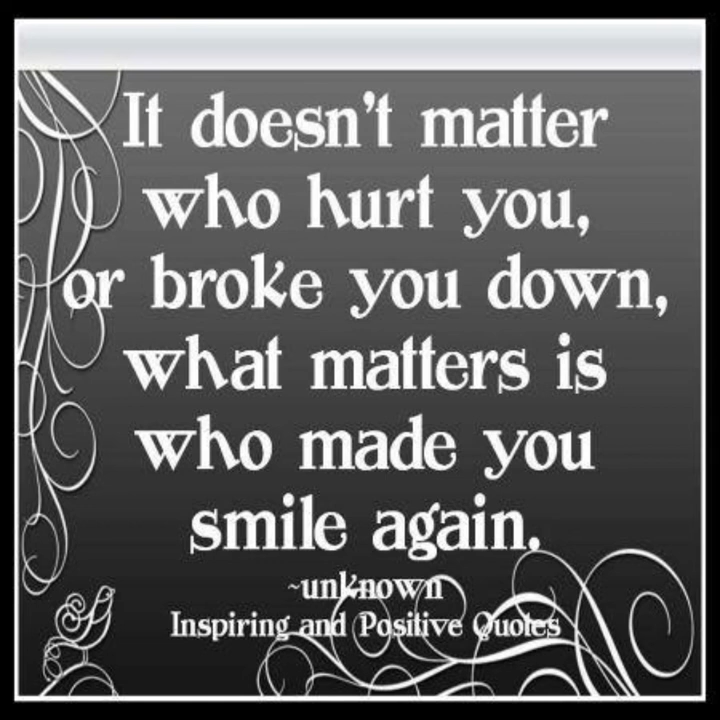 It doesn't matter
who hurt you,
or broke you down,
what matters is
who made you
smile again.
~unknown
Inspiring and Positive Quotes